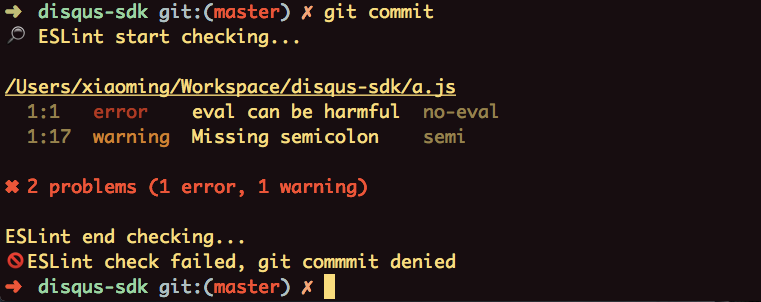 ➜ disqus-sdk git:(master) ✗ git commit
🔎 ESLint start checking...
/Users/xiaoming/Workspace/disqus-sdk/a.js
1:1 error eval can be harmful no-eval
1:17 warning Missing semicolon semi
✖ 2 problems (1 error, 1 warning)
ESLint end checking...
🚫ESLint check failed, git commmit denied
➜ disqus-sdk git:(master) ✗